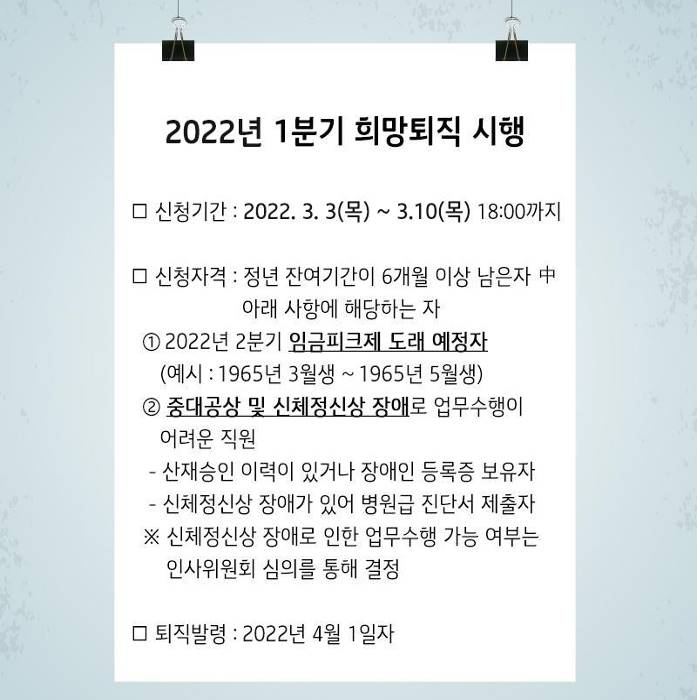 2022년 1분기 희망퇴직 시행
□ 신청기간 : 2022. 3. 3(목) ~ 3.10(목) 18:00까지
□ 신청자격 : 정년 잔여기간이 6개월 이상 남은자 中
아래 사항에 해당하는 자
① 2022년 2분기 임금피크제 도래 예정자
(예시 : 1965년 3월생 ~ 1965년 5월생)
② 중대공상 및 신체정신상 장애로 업무수행이
어려운 직원
- 산재승인 이력이 있거나 장애인 등록증 보유자
- 신체정신상 장애가 있어 병원급 진단서 제출자
※ 신체정신상 장애로 인한 업무수행 가능 여부는
인사위원회 심의를 통해 결정
□ 퇴직발령 : 2022년 4월 1일자